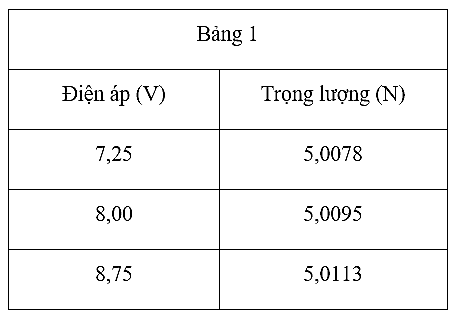 Bảng 1
Điện áp (V) Trọng lượng (N)
7,25 5,0078
8,00 5,0095
8,75 5,0113